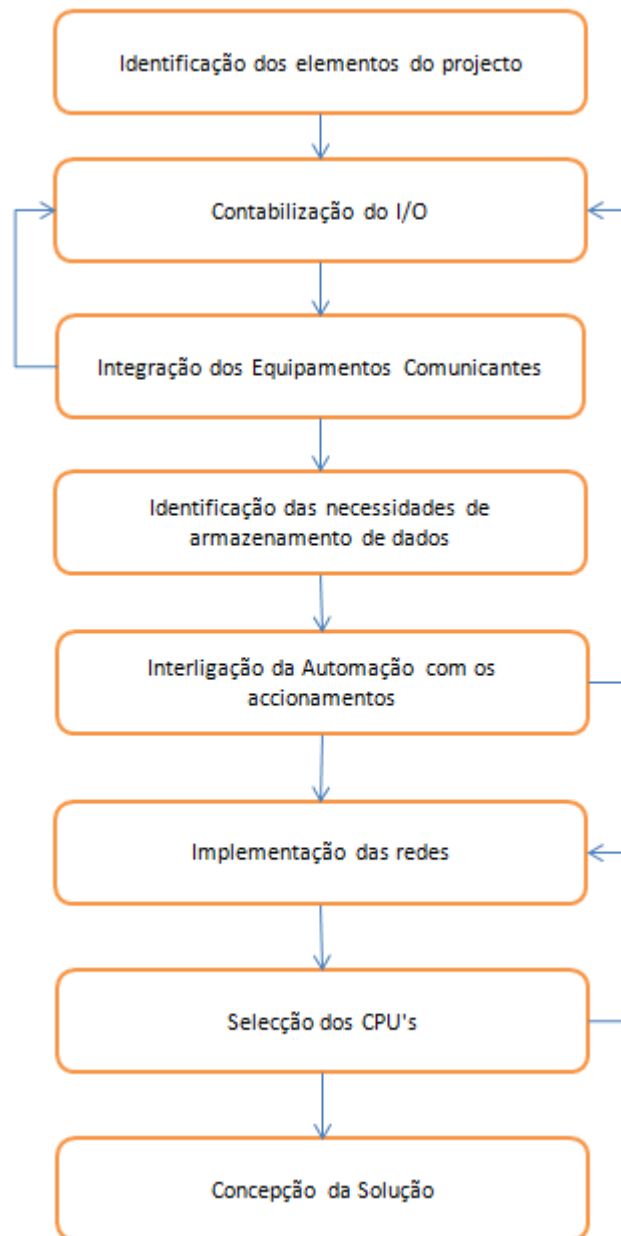 Identificação dos elementos do projecto
Contabilização do I/O
Integração dos Equipamentos Comunicantes
Identificação das necessidades de
armazenamento de dados
Interligação da Automação com os
accionamentos
Implementação das redes
Selecção dos CPU's
Concepção da Solução